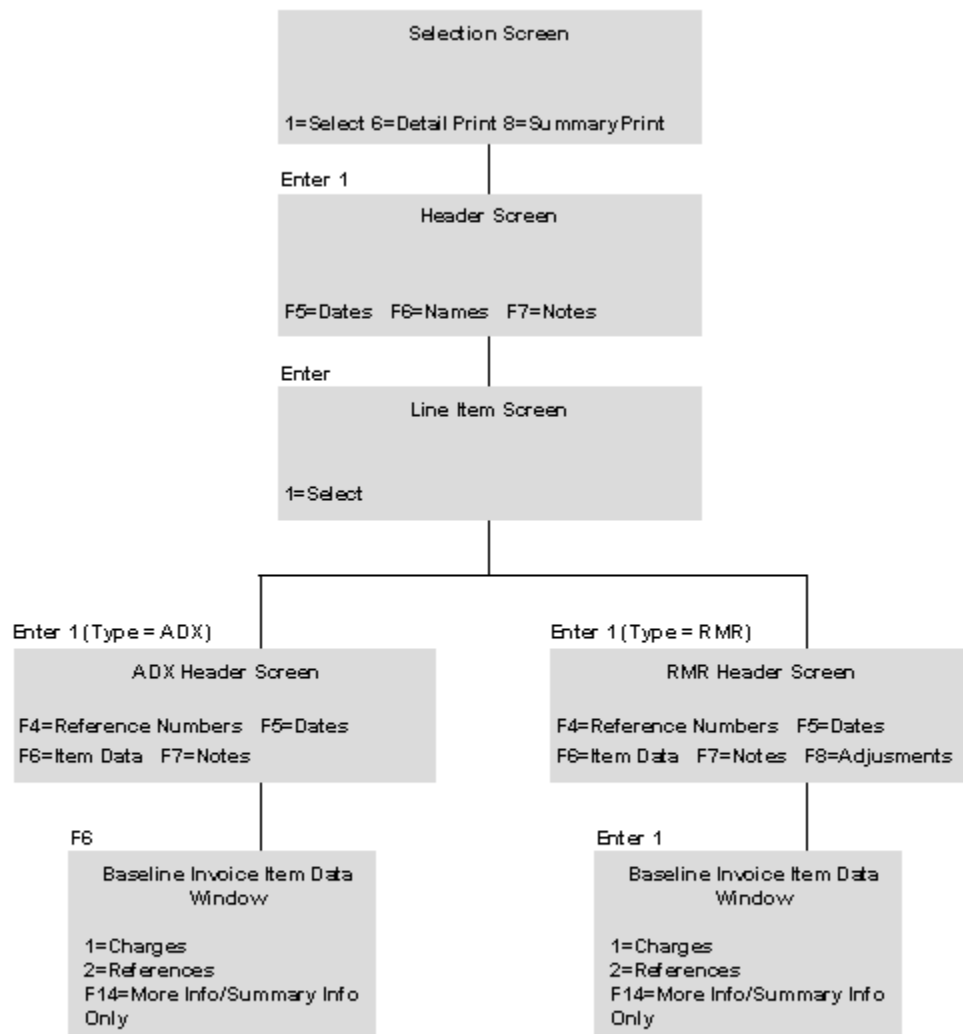 Selection Screen
1=Select 6=Detail Print 8=Summary Print
Enter 1
Header Screen
F5=Dates F6=Names F7=Notes
Enter
Line Item Screen
1=Select
Enter 1 (Type = ADX)
ADX Header Screen
F4=Reference Numbers F5=Dates
F6=Item Data F7=Notes
F6
Baseline Invoice Item Data
Window
1=Charges
2=References
F14=More Info/Summary Info
Only
Enter 1 (Type = RMR)
RMR Header Screen
F4=Reference Numbers F5=Dates
F6=Item Data F7=Notes F8=Adjusments
Enter 1
Baseline Invoice Item Data
Window
1=Charges
2=References
F14=More Info/Summary Info
Only